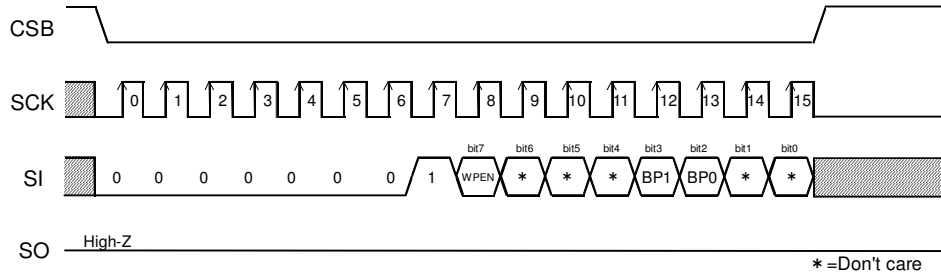 CSB
SCK 0 1 2 3 4 5 6 7 8 9 10 11 12 13 14 15
bit7 bit6 bit5 bit4 bit3 bit2 bit1 bit0
SI 0 0 0 0 0 0 0 1 WPEN * * * BP1 BP0 * *
SO High-Z
* =Don't care